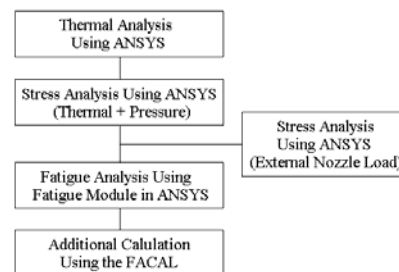 Thermal Analysis
Using ANSYS
Stress Analysis Using ANSYS
(Thermal + Pressure)
Stress Analysis
Using ANSYS
(External Nozzle Load)
Fatigue Analysis Using
Fatigue Module in ANSYS
Additional Calulation
Using the FACAL